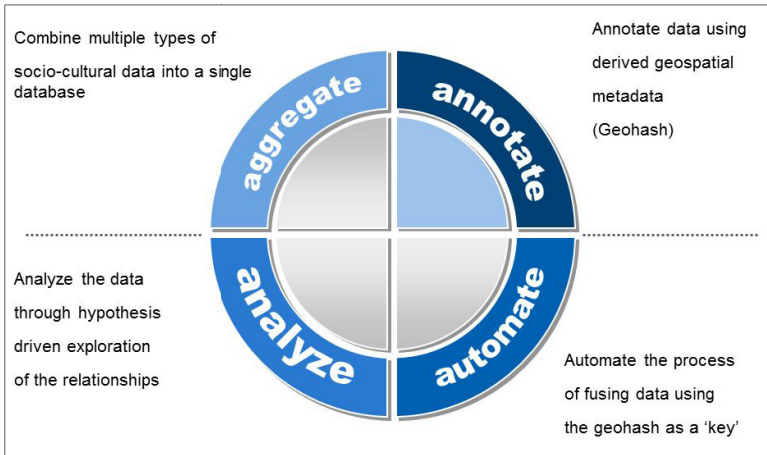 Combine multiple types of
socio-cultural data into a single
database
aggregate
annotate
Annotate data using
derived geospatial
metadata
(Geohash)
Analyze the data
through hypothesis
driven exploration
of the relationships
analyze
automate
Automate the process
of fusing data using
the geohash as a ‘key’